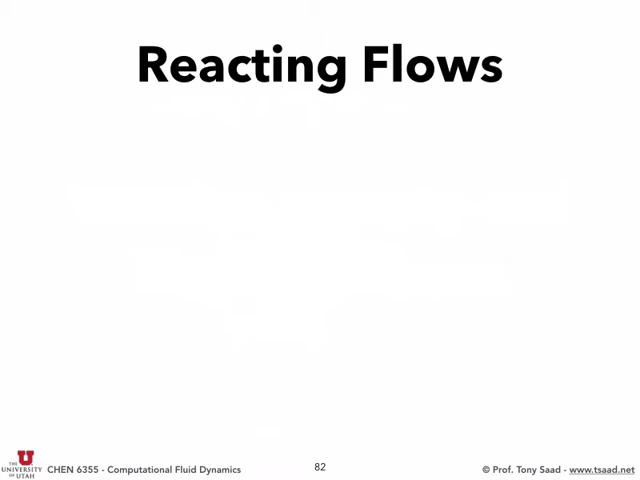 Reacting Flows
U
THE
UNIVERSITY
OF UTAH
CHEN 6355 - Computational Fluid Dynamics
82
© Prof. Tony Saad - www.tsaad.net